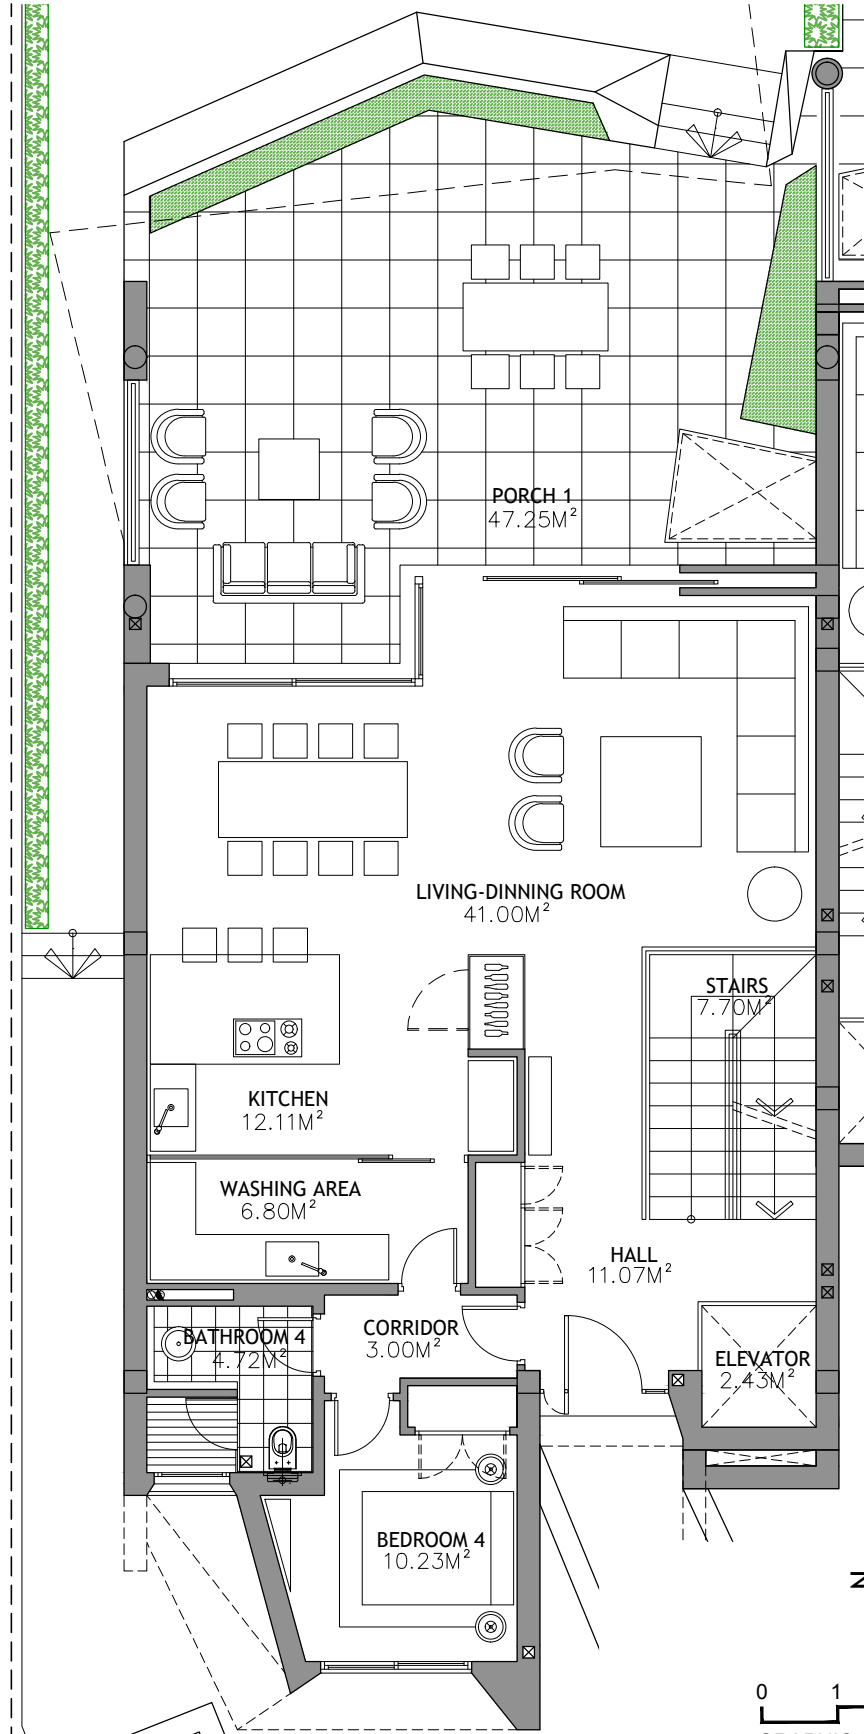 PORCH 1
47.25M²
LIVING-DINNING ROOM
41.00M²
STAIRS
7.70M²
KITCHEN
12.11M²
WASHING AREA
6.80M²
HALL
11.07M²
BATHROOM 4
4.72M²
CORRIDOR
3.00M²
ELEVATOR
2.43M²
BEDROOM 4
10.23M²
N
0 1